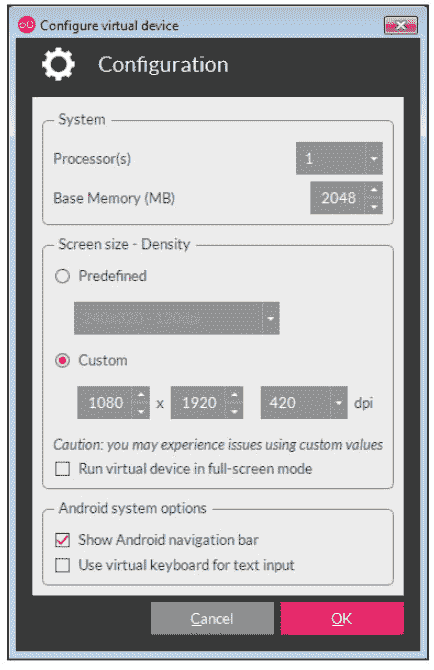 Configure virtual device
Configuration
System
Processor(s) 1
Base Memory (MB) 2048
Screen size - Density
Predefined
Custom
1080 x 1920 420 dpi
Caution: you may experience issues using custom values
Run virtual device in full-screen mode
Android system options
Show Android navigation bar
Use virtual keyboard for text input
Cancel OK